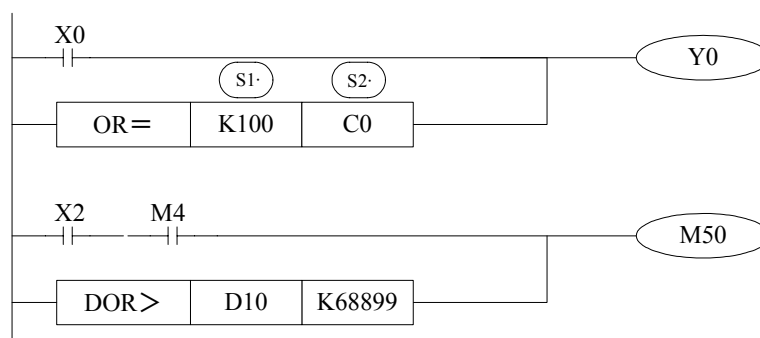 X0
Y0
S1· S2·
OR＝ K100 C0
X2 M4
M50
DOR＞ D10 K68899